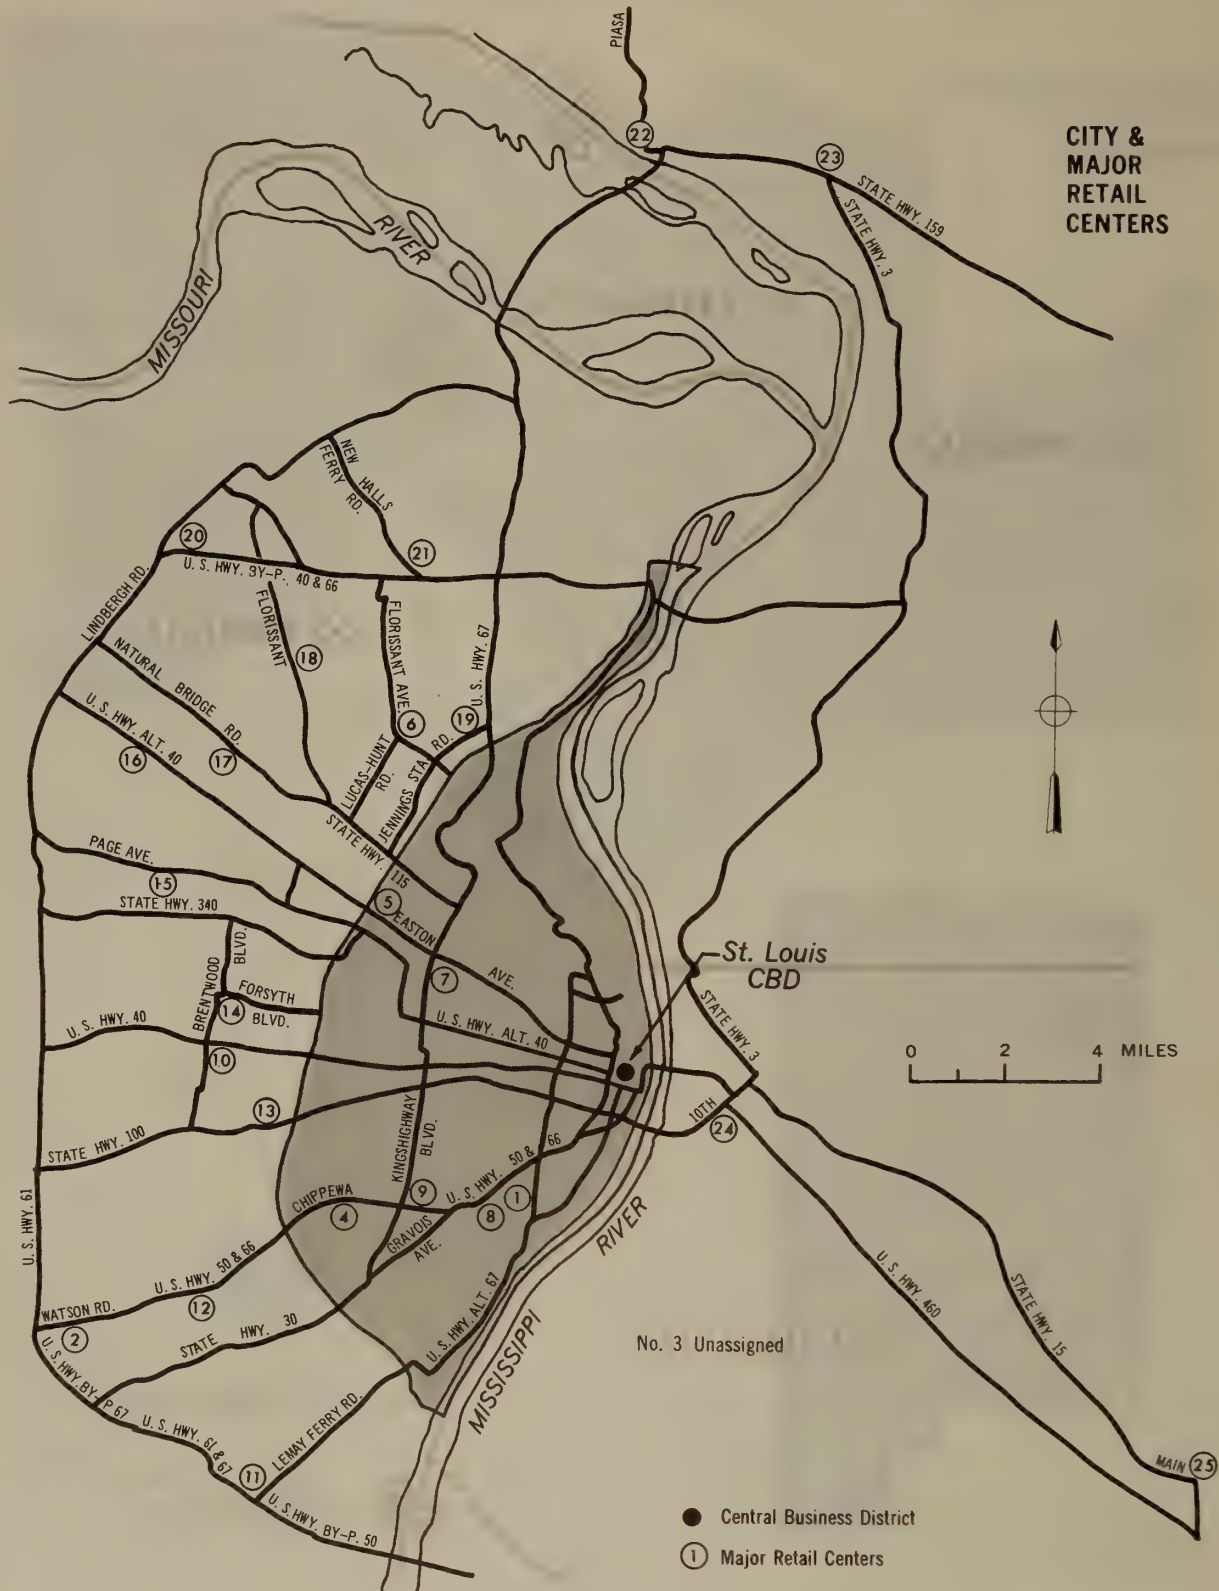 PIASA
22
23
CITY &
MAJOR
RETAIL
CENTERS
STATE HWY. 159
STATE HWY. 3
MISSOURI
RIVER
NEW HALLS
FERRY RD.
20
21
U. S. HWY. BY-P. 40 & 66
LINDBERGH RD.
FLORISSANT
18
FLORISSANT AVE.
U. S. HWY. 67
NATURAL BRIDGE RD.
U. S. HWY. ALT. 40
16
17
6
19
LUCAS-HUNT
RD.
JENNINGS STA. RD.
STATE HWY. 115
PAGE AVE.
15
STATE HWY. 340
5
EASTON AVE.
7
BRENTWOOD
BLVD.
FORSYTH
BLVD.
14
U. S. HWY. 40
10
U. S. HWY. ALT. 40
St. Louis
CBD
STATE HWY. 3
0 2 4 MILES
13
STATE HWY. 100
10TH
24
KINGSHIGHWAY
BLVD.
U. S. HWY. 50 & 66
9
1
8
CHIPPEWA
4
GRAVOIS
AVE.
U. S. HWY. 61
U. S. HWY. 50 & 66
WATSON RD.
2
12
STATE HWY. 30
U. S. HWY. ALT. 67
RIVER
MISSISSIPPI
U. S. HWY. 460
STATE HWY. 15
No. 3 Unassigned
U. S. HWY. BY-P 67
U. S. HWY. 61 & 67
11
LEMAY FERRY RD.
U. S. HWY. BY-P. 50
MAIN
25
Central Business District
1 Major Retail Centers